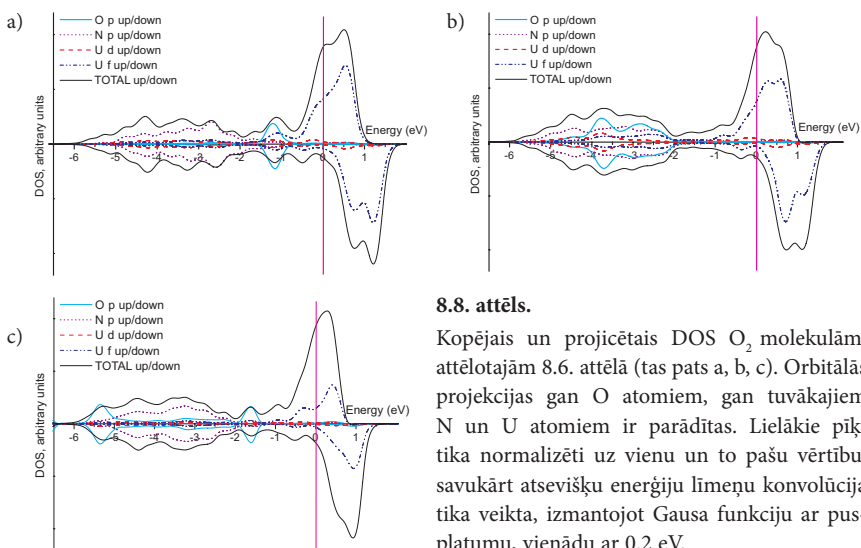 a)
O p up/down
N p up/down
U d up/down
U f up/down
TOTAL up/down
DOS, arbitrary units
Energy (eV)
-6 -5 -4 -3 -2 -1 0 1
b)
O p up/down
N p up/down
U d up/down
U f up/down
TOTAL up/down
DOS, arbitrary units
Energy (eV)
-6 -5 -4 -3 -2 -1 0 1
c)
O p up/down
N p up/down
U d up/down
U f up/down
TOTAL up/down
DOS, arbitrary units
Energy (eV)
-6 -5 -4 -3 -2 -1 0 1
8.8. attēls.
Kopējais un projicētais DOS O₂ molekulām
attēlotajām 8.6. attēlā (tas pats a, b, c). Orbitālās
projekcijas gan O atomiem, gan tuvākajiem
N un U atomiem ir parādītas. Lielākie pīķ
tika normalizēti uz vienu un to pašu vērtību
savukārt atsevišķu enerģiju līmeņu konvolūcija
tika veikta, izmantojot Gausa funkciju ar pus-
platumu, vienādu ar 0.2 eV.